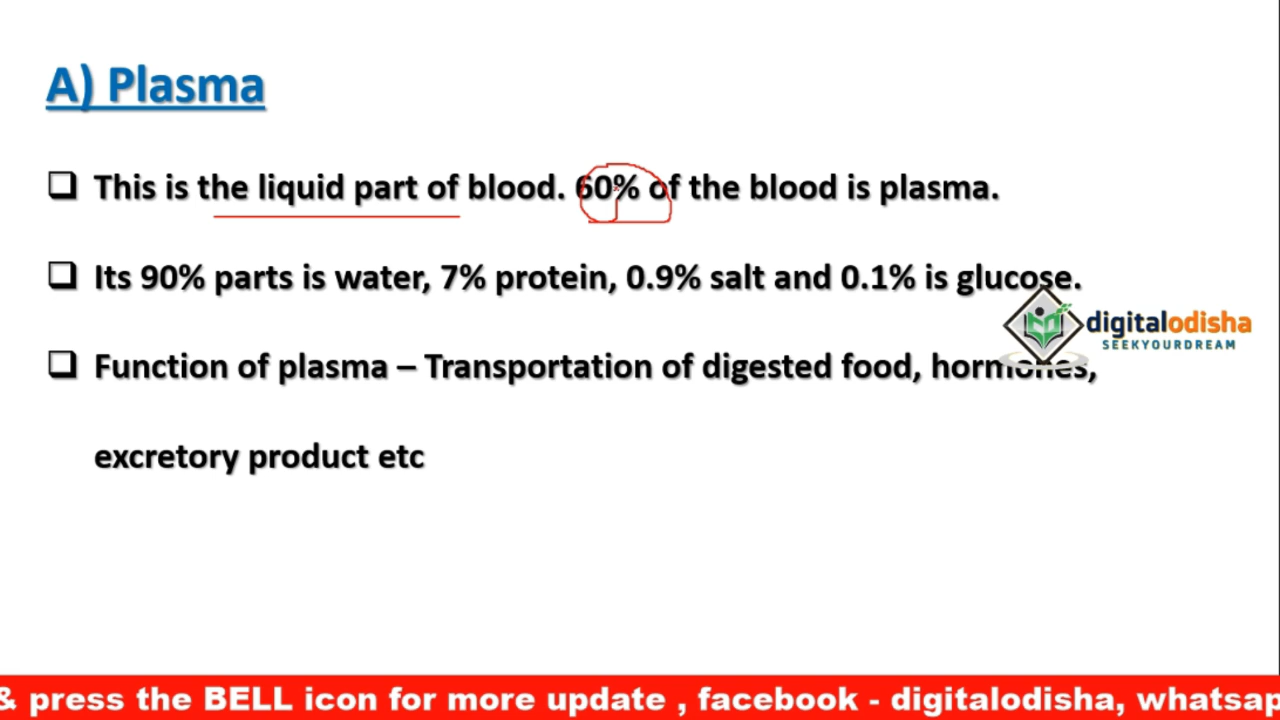 A) Plasma
❑ This is the liquid part of blood. 60% of the blood is plasma.
❑ Its 90% parts is water, 7% protein, 0.9% salt and 0.1% is glucose.
digitalodisha
SEEKYOURDREAM
❑ Function of plasma – Transportation of digested food, hormones,
excretory product etc
& press the BELL icon for more update , facebook - digitalodisha, whatsap